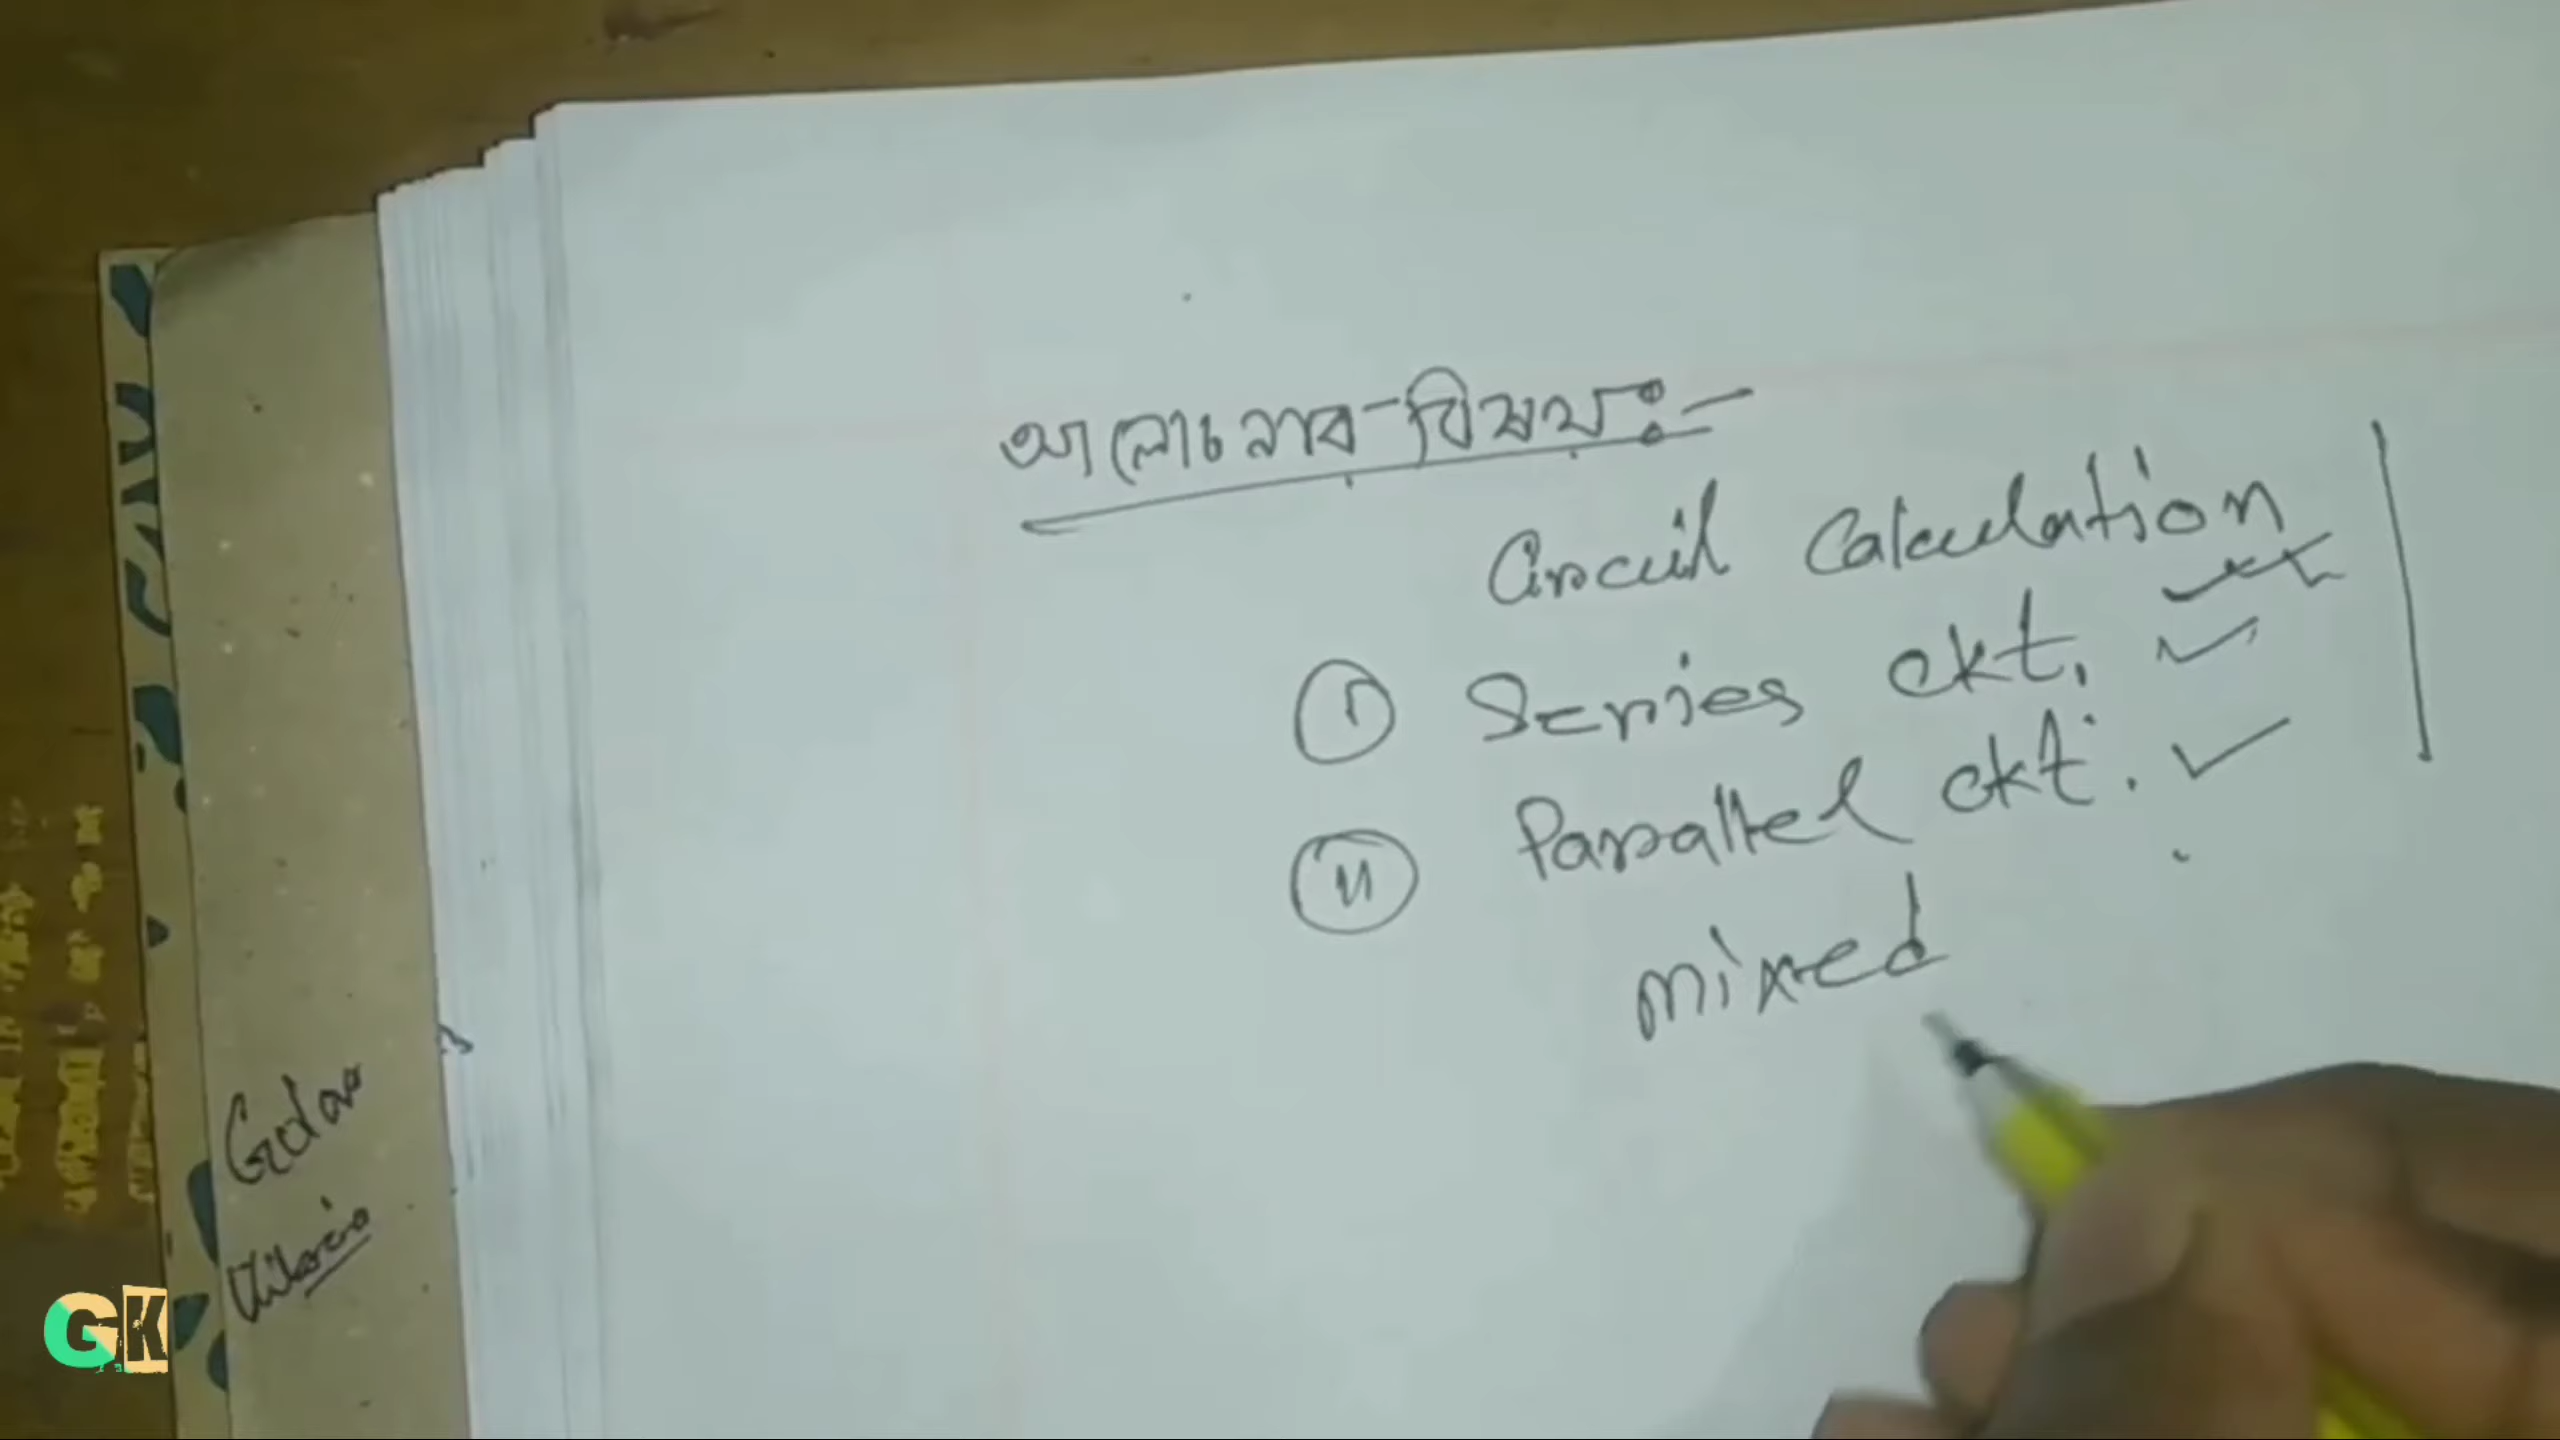 আলোচনার বিষয়ঃ-
Circuit Calculation
i Series ckt. ✓
ii Parallel ckt. ✓
mixed
GK